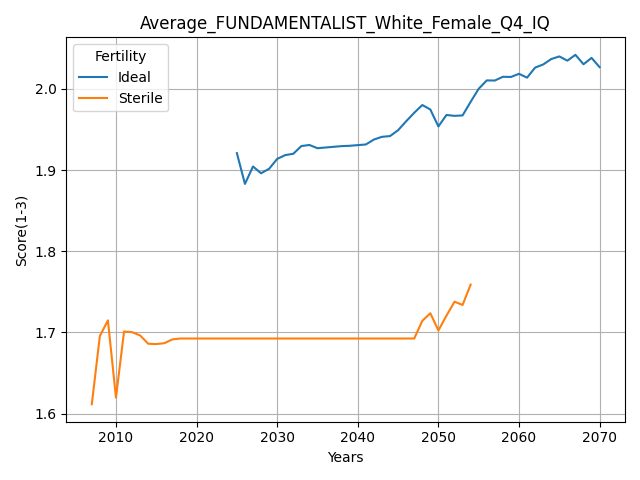 Average_FUNDAMENTALIST_White_Female_Q4_IQ
Fertility
Ideal
Sterile
Score(1-3)
2.0
1.9
1.8
1.7
1.6
2010 2020 2030 2040 2050 2060 2070
Years